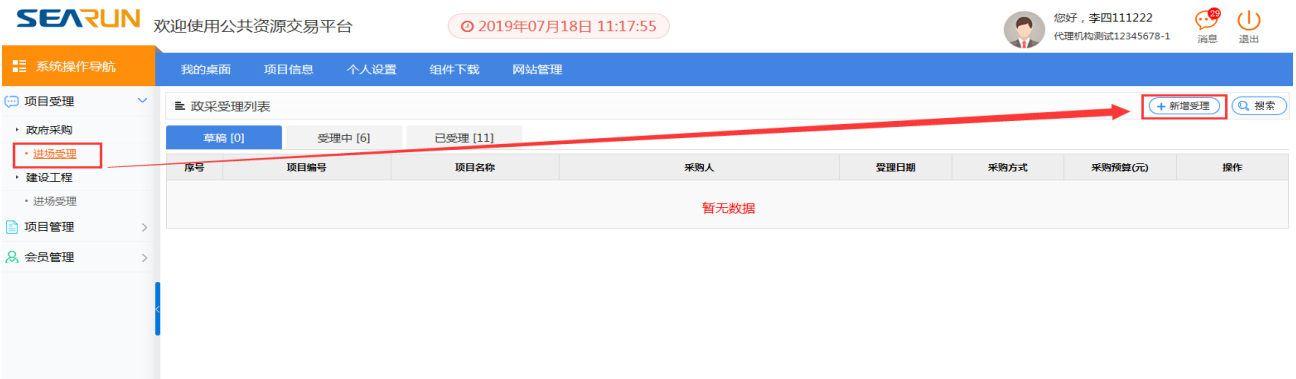 SEARUN 欢迎使用公共资源交易平台
2019年07月18日 11:17:55
您好，李四111222
代理机构测试12345678-1
29
消息
退出
系统操作导航
我的桌面 项目信息 个人设置 组件下载 网站管理
项目受理
政府采购
进场受理
建设工程
进场受理
项目管理
会员管理
政采受理列表
新增受理
搜索
草稿 [0] 受理中 [6] 已受理 [11]
序号 项目编号 项目名称 采购人 受理日期 采购方式 采购预算(元) 操作
暂无数据